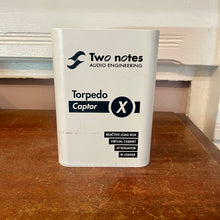 Two notes
AUDIO ENGINEERING
Torpedo
Captor X
REACTIVE LOAD BOX
VIRTUAL CABINET
ATTENUATOR
IR LOADER